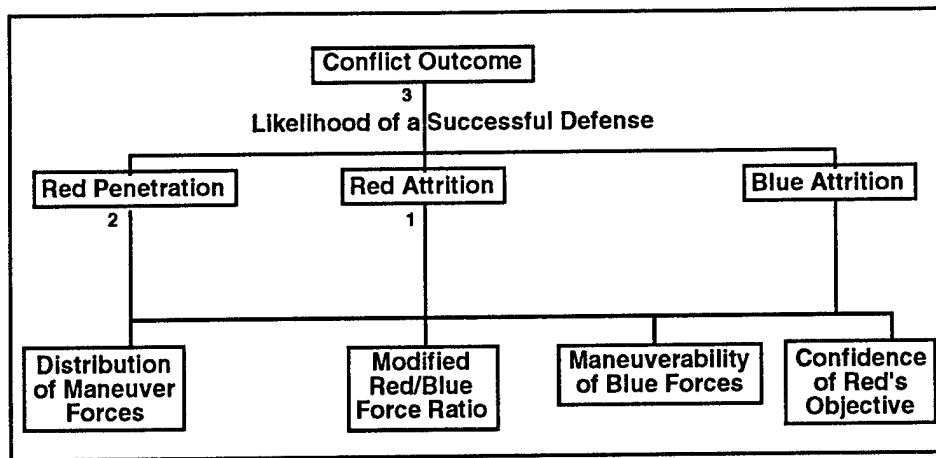 Conflict Outcome
3
Likelihood of a Successful Defense
Red Penetration
Red Attrition
Blue Attrition
2
1
Distribution
of Maneuver
Forces
Modified
Red/Blue
Force Ratio
Maneuverability
of Blue Forces
Confidence
of Red's
Objective